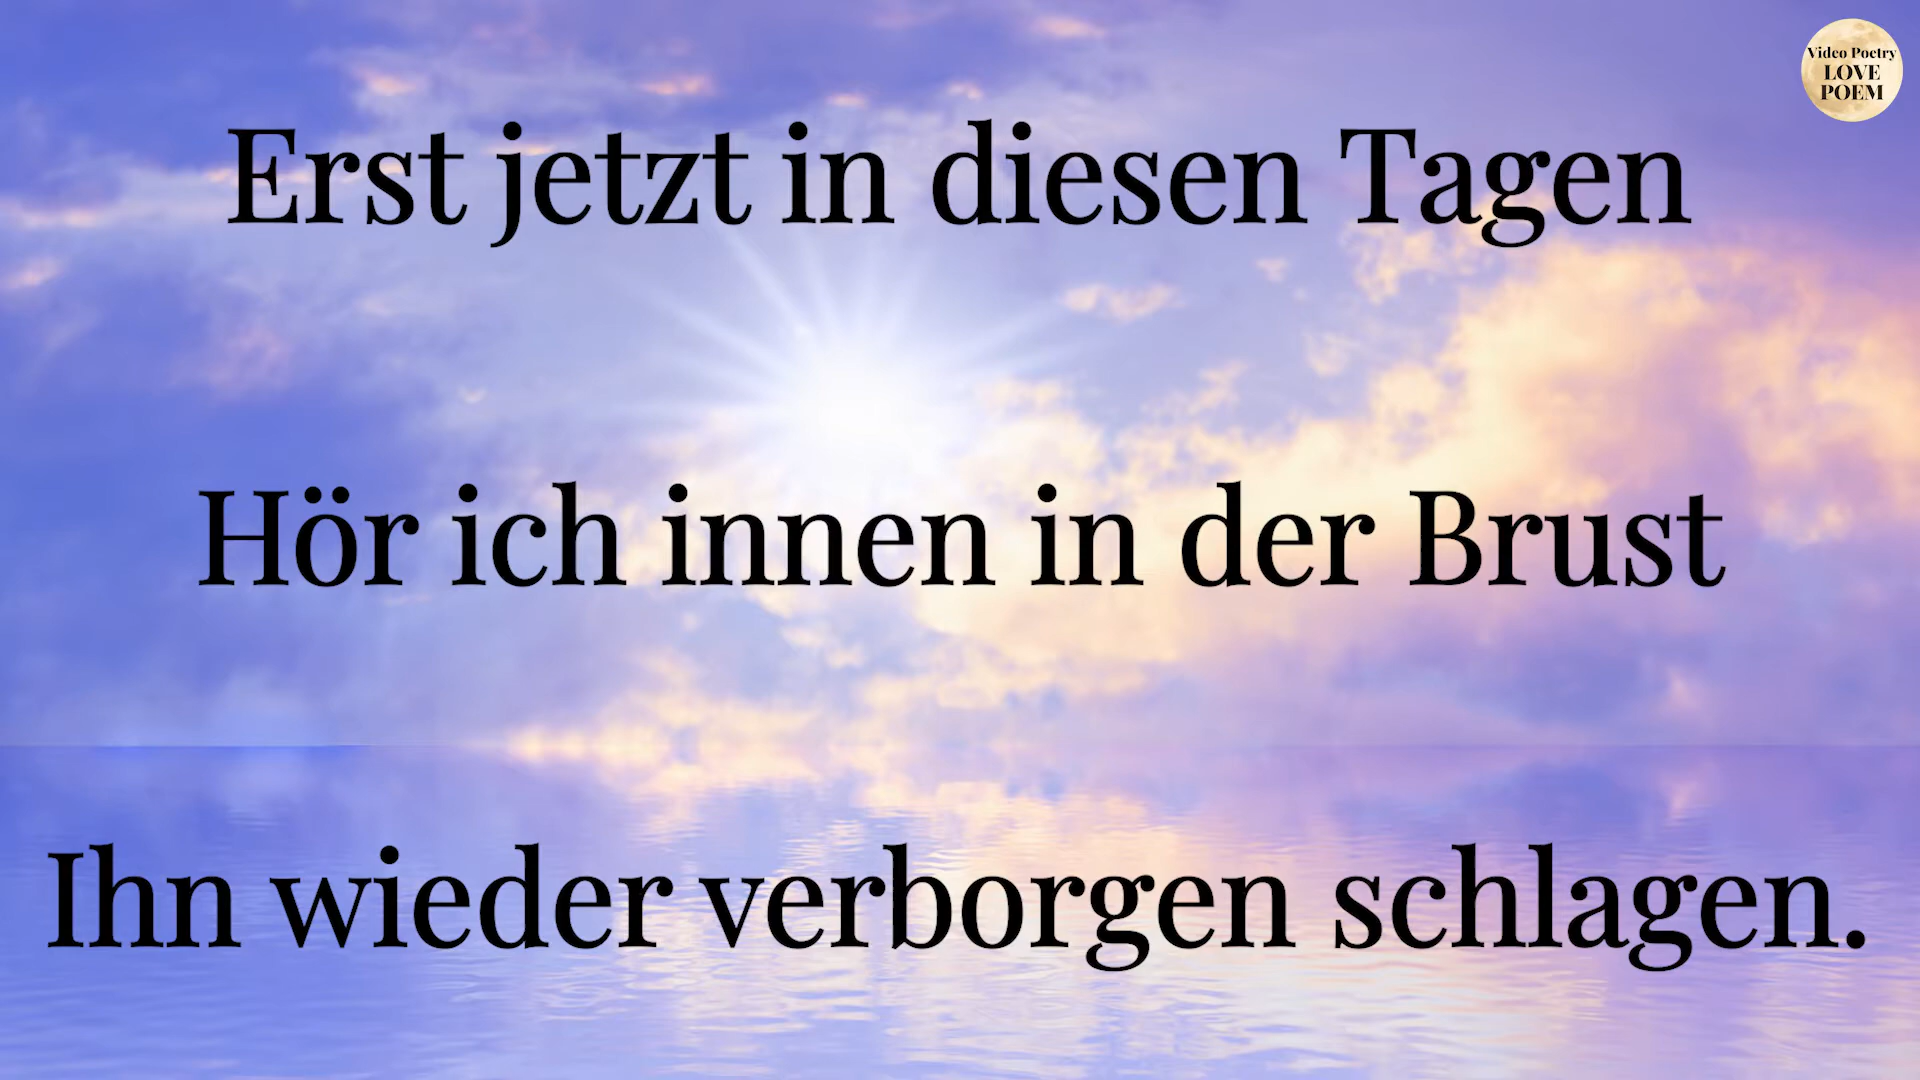 Video Poetry
LOVE
POEM
Erst jetzt in diesen Tagen
Hör ich innen in der Brust
Ihn wieder verborgen schlagen.